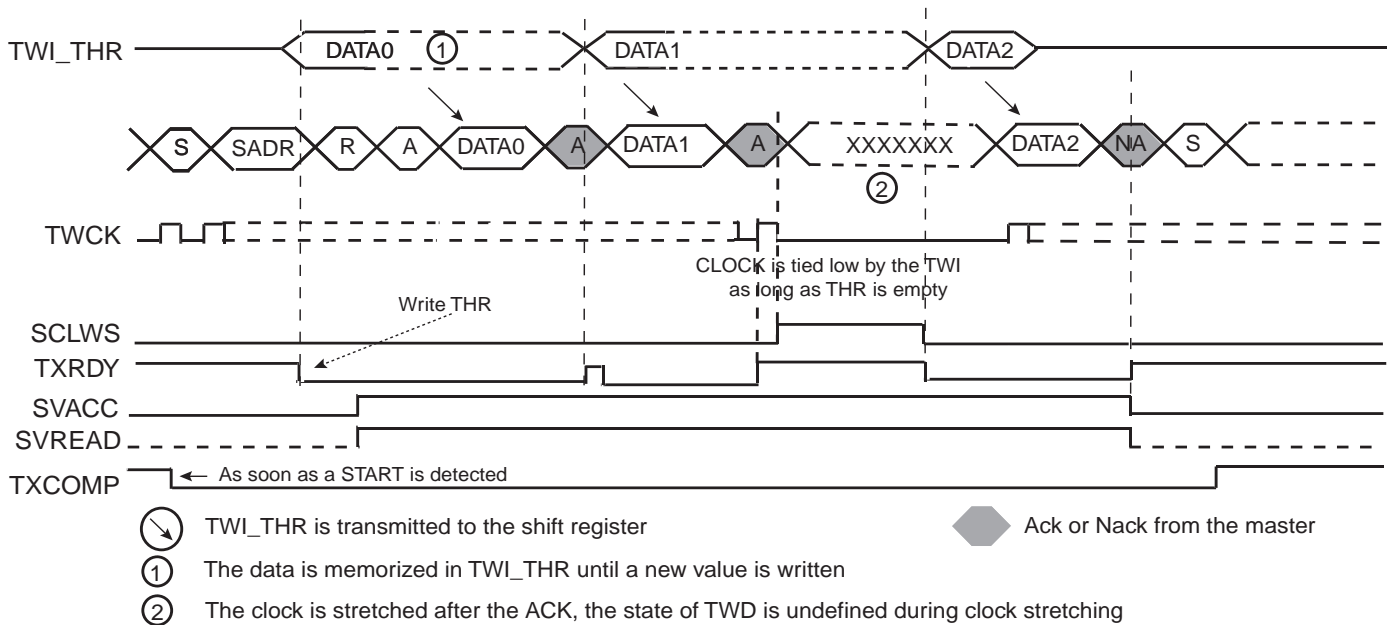 TWI_THR DATA0 1 DATA1 DATA2
S SADR R A DATA0 A DATA1 A XXXXXXX DATA2 NA S
2
TWCK
CLOCK is tied low by the TWI
as long as THR is empty
Write THR
SCLWS
TXRDY
SVACC
SVREAD
TXCOMP As soon as a START is detected
TWI_THR is transmitted to the shift register
Ack or Nack from the master
1 The data is memorized in TWI_THR until a new value is written
2 The clock is stretched after the ACK, the state of TWD is undefined during clock stretching